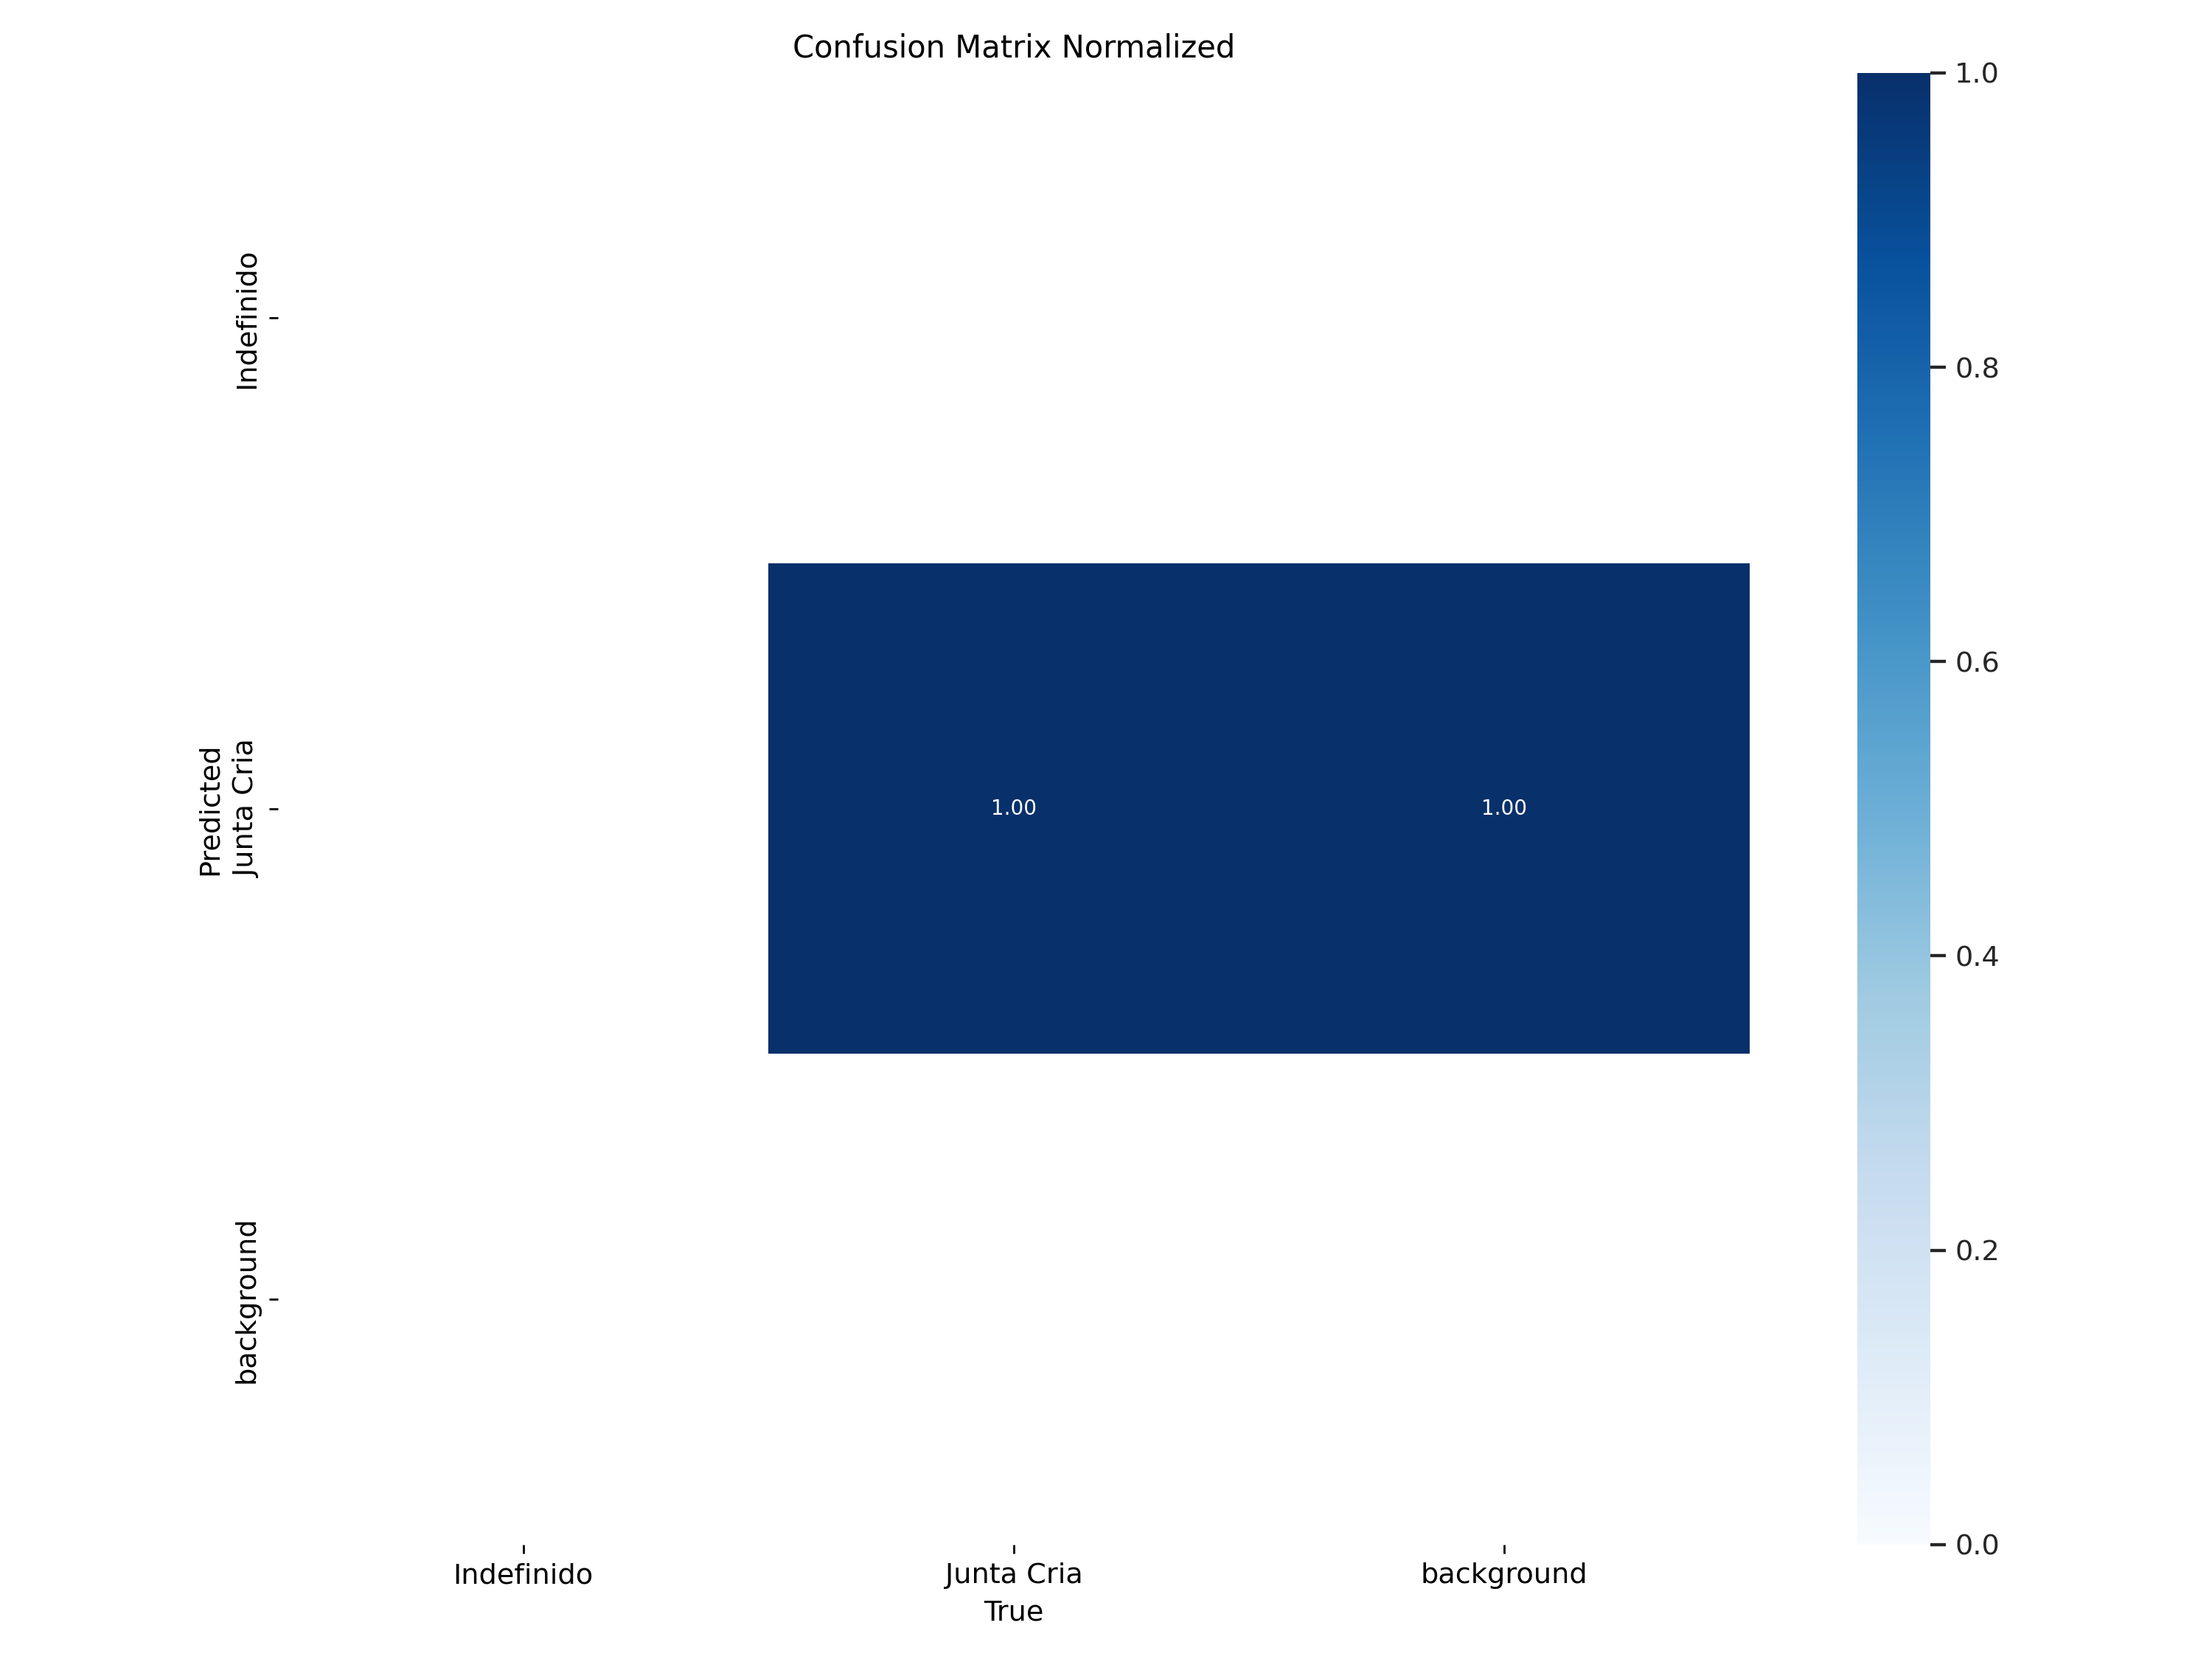 Confusion Matrix Normalized
1.0
0.8
0.6
0.4
0.2
0.0
Indefinido
Predicted
Junta Cria
background
1.00
1.00
Indefinido
Junta Cria
background
True